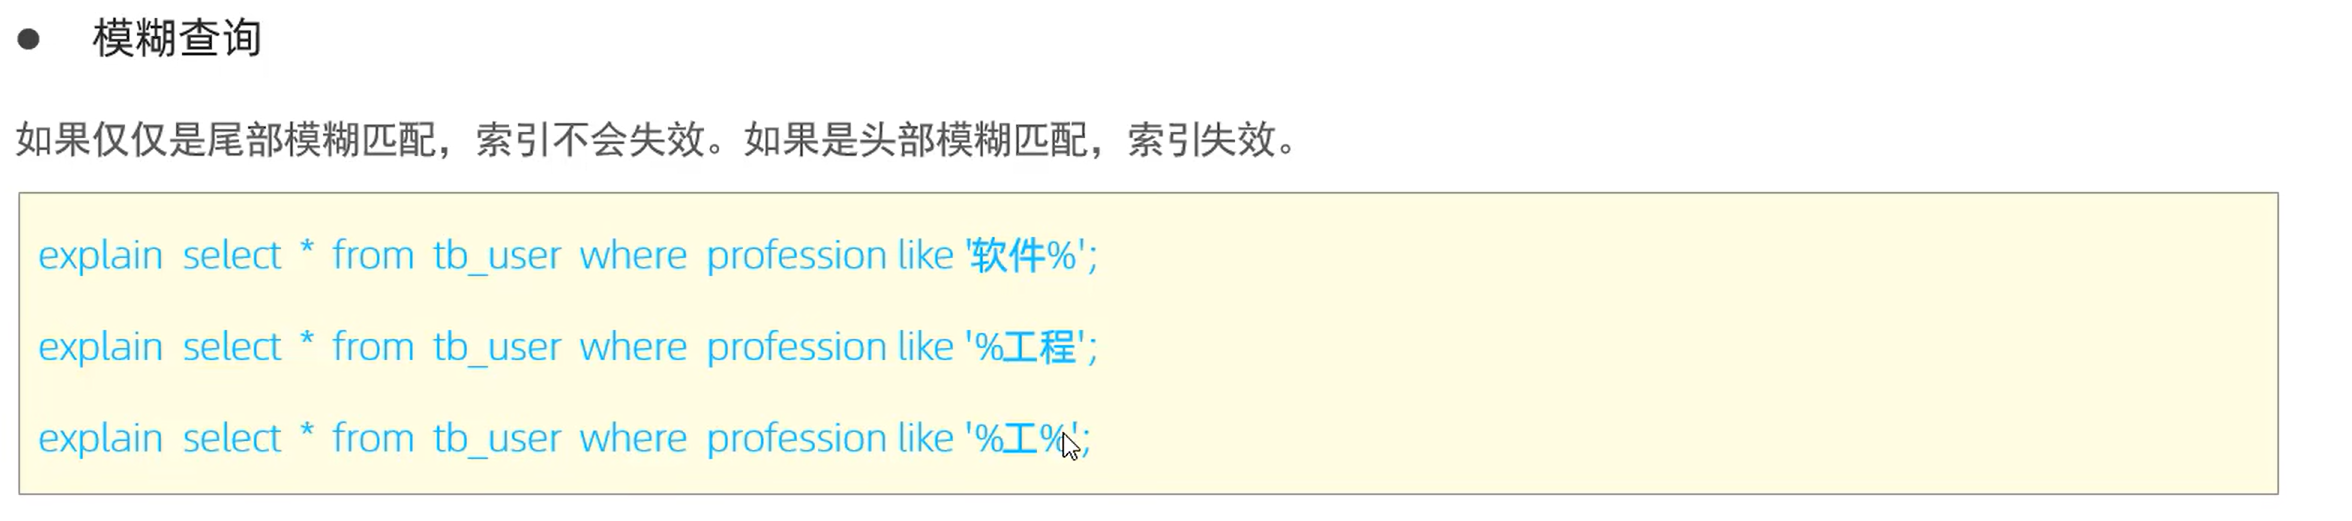 ● 模糊查询
如果仅仅是尾部模糊匹配，索引不会失效。如果是头部模糊匹配，索引失效。
explain select * from tb_user where profession like '软件%';
explain select * from tb_user where profession like '%工程';
explain select * from tb_user where profession like '%工%';